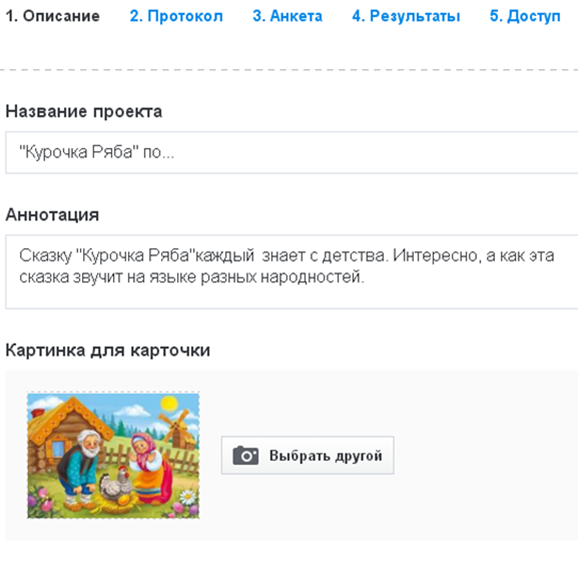 1. Описание 2. Протокол 3. Анкета 4. Результаты 5. Доступ
Название проекта
"Курочка Ряба" по...
Аннотация
Сказку "Курочка Ряба"каждый знает с детства. Интересно, а как эта
сказка звучит на языке разных народностей.
Картинка для карточки
Выбрать другой